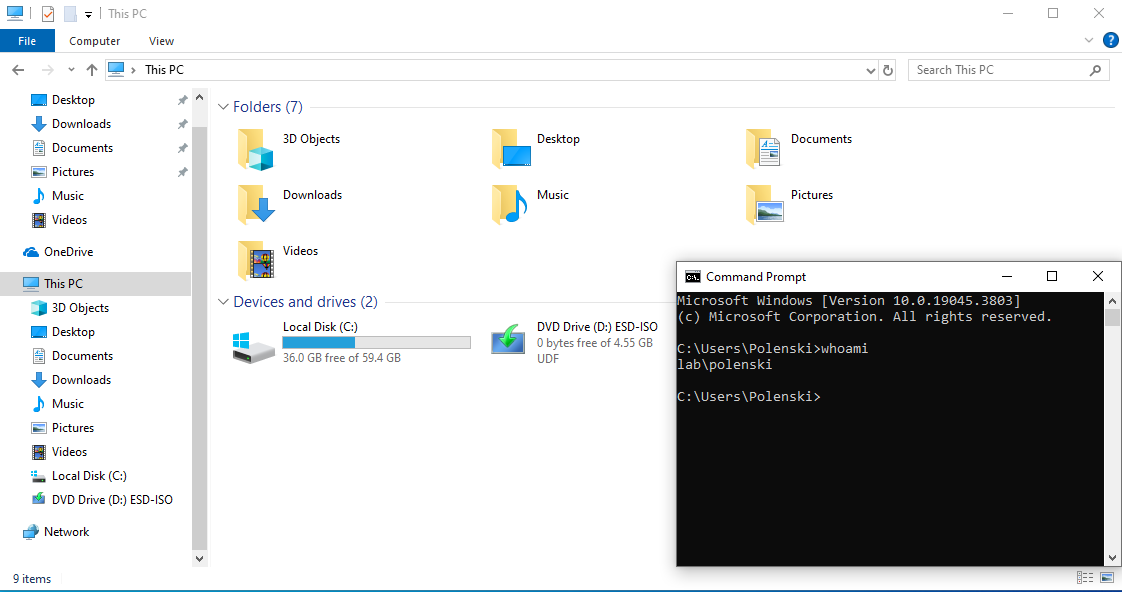 This PC
File Computer View
This PC
Search This PC
Desktop
Downloads
Documents
Pictures
Music
Videos
OneDrive
This PC
3D Objects
Desktop
Documents
Downloads
Music
Pictures
Videos
Local Disk (C:)
DVD Drive (D:) ESD-ISO
Network
Folders (7)
3D Objects
Desktop
Documents
Downloads
Music
Pictures
Videos
Devices and drives (2)
Local Disk (C:)
36.0 GB free of 59.4 GB
DVD Drive (D:) ESD-ISO
0 bytes free of 4.55 GB
UDF
Command Prompt
Microsoft Windows [Version 10.0.19045.3803]
(c) Microsoft Corporation. All rights reserved.
C:\Users\Polenski>whoami
lab\polenski
C:\Users\Polenski>
9 items